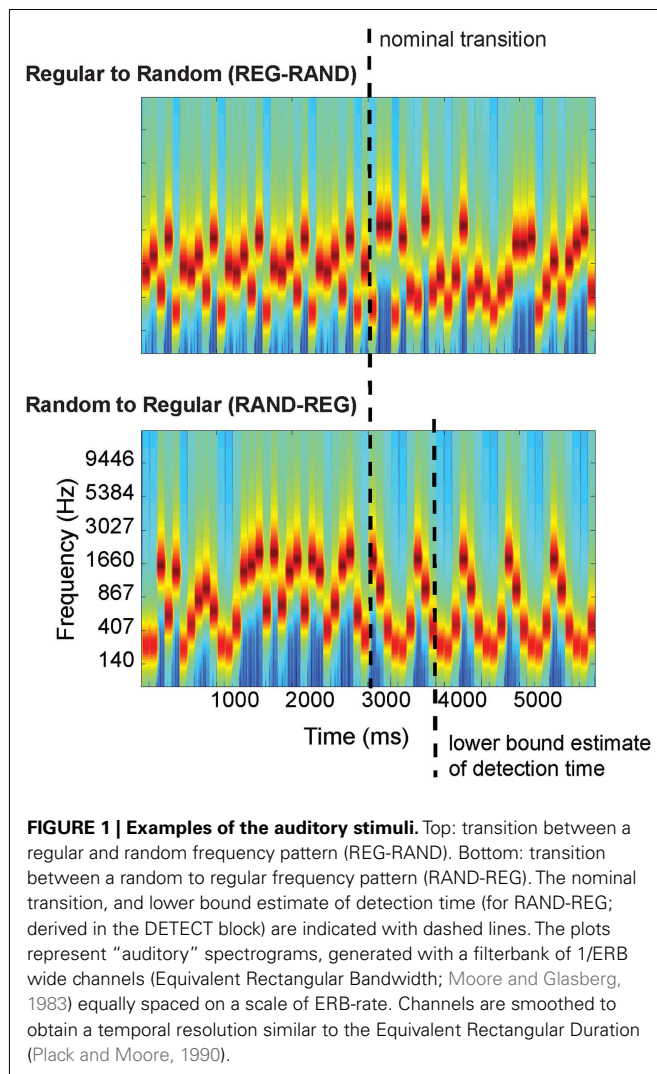 nominal transition
Regular to Random (REG-RAND)
Random to Regular (RAND-REG)
Frequency (Hz)
9446
5384
3027
1660
867
407
140
1000 2000 3000 4000 5000
Time (ms)
lower bound estimate
of detection time
FIGURE 1 | Examples of the auditory stimuli. Top: transition between a
regular and random frequency pattern (REG-RAND). Bottom: transition
between a random to regular frequency pattern (RAND-REG). The nominal
transition, and lower bound estimate of detection time (for RAND-REG;
derived in the DETECT block) are indicated with dashed lines. The plots
represent “auditory” spectrograms, generated with a filterbank of 1/ERB
wide channels (Equivalent Rectangular Bandwidth; Moore and Glasberg,
1983) equally spaced on a scale of ERB-rate. Channels are smoothed to
obtain a temporal resolution similar to the Equivalent Rectangular Duration
(Plack and Moore, 1990).